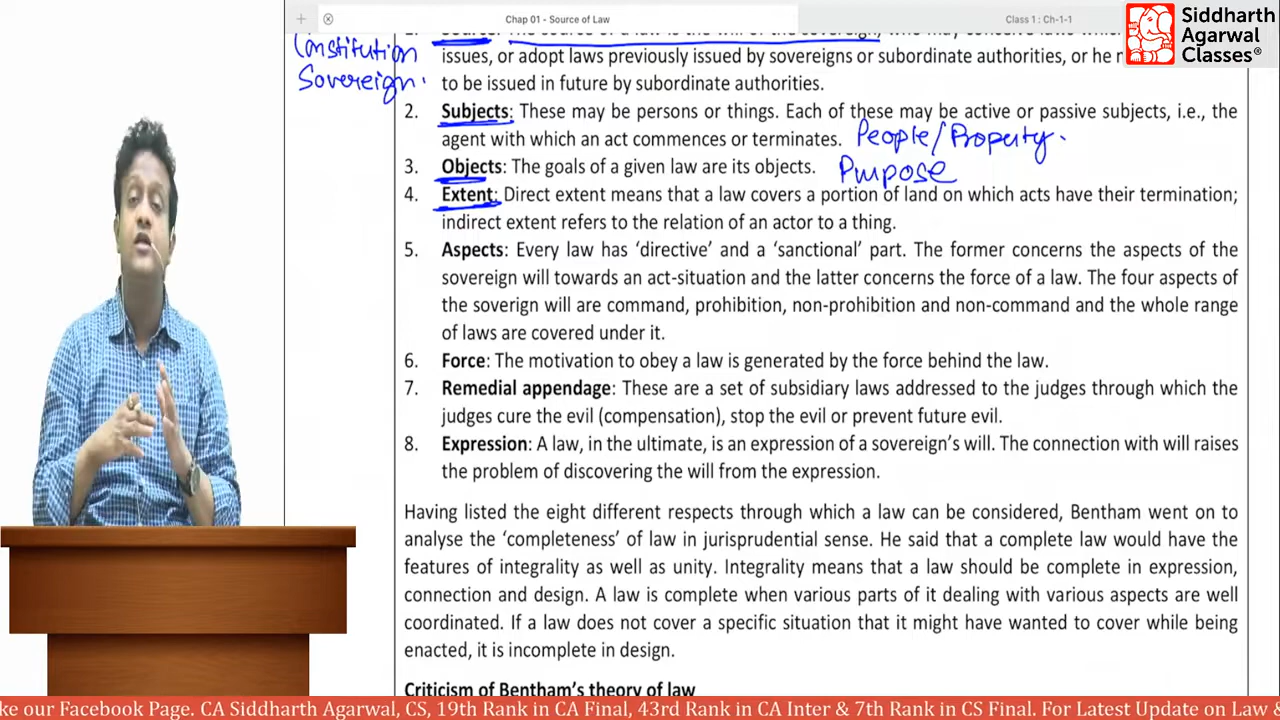 Chap 01 - Source of Law
Class 1 : Ch-1-1
Siddharth
Agarwal
Classes®
Constitution
Sovereign.
issues, or adopt laws previously issued by sovereigns or subordinate authorities, or he
to be issued in future by subordinate authorities.
2. Subjects: These may be persons or things. Each of these may be active or passive subjects, i.e., the
agent with which an act commences or terminates. People/Property.
3. Objects: The goals of a given law are its objects. Purpose
4. Extent: Direct extent means that a law covers a portion of land on which acts have their termination;
indirect extent refers to the relation of an actor to a thing.
5. Aspects: Every law has ‘directive’ and a ‘sanctional’ part. The former concerns the aspects of the
sovereign will towards an act-situation and the latter concerns the force of a law. The four aspects of
the soverign will are command, prohibition, non-prohibition and non-command and the whole range
of laws are covered under it.
6. Force: The motivation to obey a law is generated by the force behind the law.
7. Remedial appendage: These are a set of subsidiary laws addressed to the judges through which the
judges cure the evil (compensation), stop the evil or prevent future evil.
8. Expression: A law, in the ultimate, is an expression of a sovereign’s will. The connection with will raises
the problem of discovering the will from the expression.
Having listed the eight different respects through which a law can be considered, Bentham went on to
analyse the ‘completeness’ of law in jurisprudential sense. He said that a complete law would have the
features of integrality as well as unity. Integrality means that a law should be complete in expression,
connection and design. A law is complete when various parts of it dealing with various aspects are well
coordinated. If a law does not cover a specific situation that it might have wanted to cover while being
enacted, it is incomplete in design.
Criticism of Bentham’s theory of law
ke our Facebook Page. CA Siddharth Agarwal, CS, 19th Rank in CA Final, 43rd Rank in CA Inter & 7th Rank in CS Final. For Latest Update on Law &